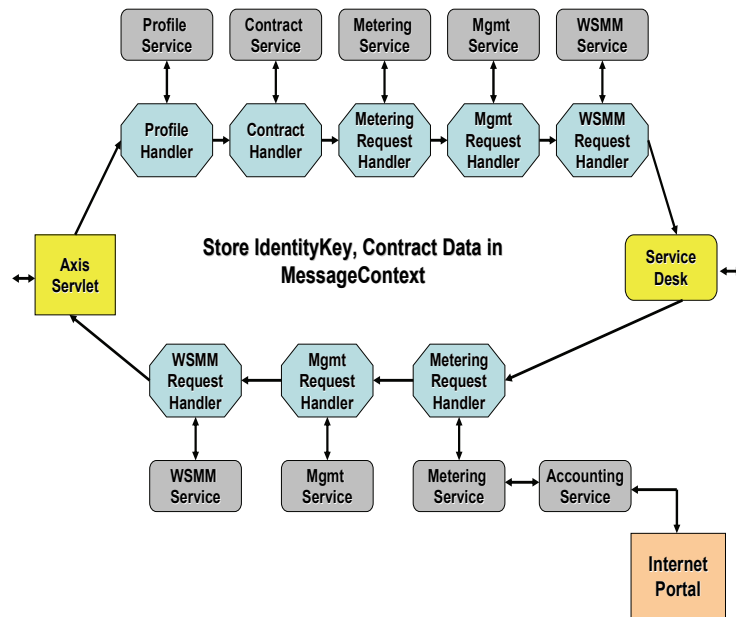 Profile
Service
Contract
Service
Metering
Service
Mgmt
Service
WSMM
Service
Profile
Handler
Contract
Handler
Metering
Request
Handler
Mgmt
Request
Handler
WSMM
Request
Handler
Axis
Servlet
Store IdentityKey, Contract Data in
MessageContext
Service
Desk
WSMM
Request
Handler
Mgmt
Request
Handler
Metering
Request
Handler
WSMM
Service
Mgmt
Service
Metering
Service
Accounting
Service
Internet
Portal